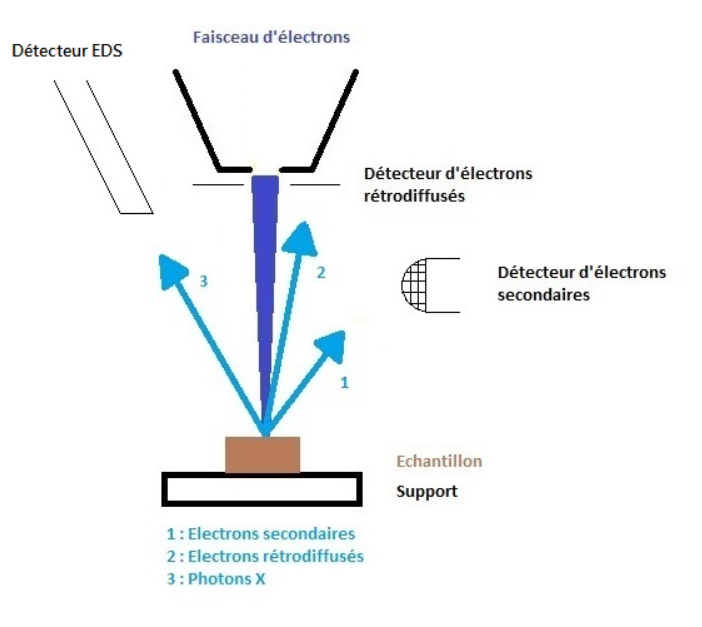 Faisceau d'électrons
Détecteur EDS
Détecteur d'électrons
rétrodiffusés
3
2
Détecteur d'électrons
secondaires
1
Echantillon
Support
1 : Electrons secondaires
2 : Electrons rétrodiffusés
3 : Photons X